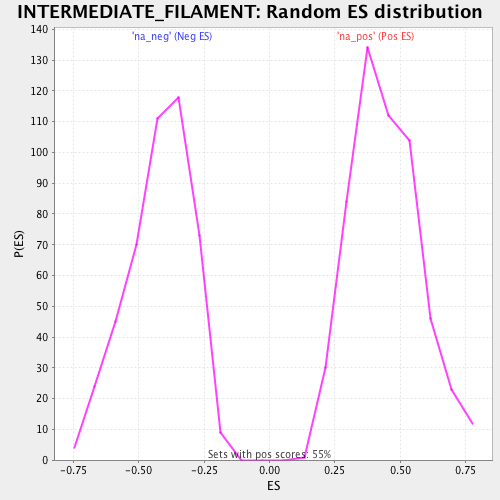 INTERMEDIATE_FILAMENT: Random ES distribution
'na_neg' (Neg ES)
'na_pos' (Pos ES)
140
130
120
110
100
90
80
70
60
50
40
30
20
10
0
P(ES)
Sets with pos scores: 55%
-0.75 -0.50 -0.25 0.00 0.25 0.50 0.75
ES